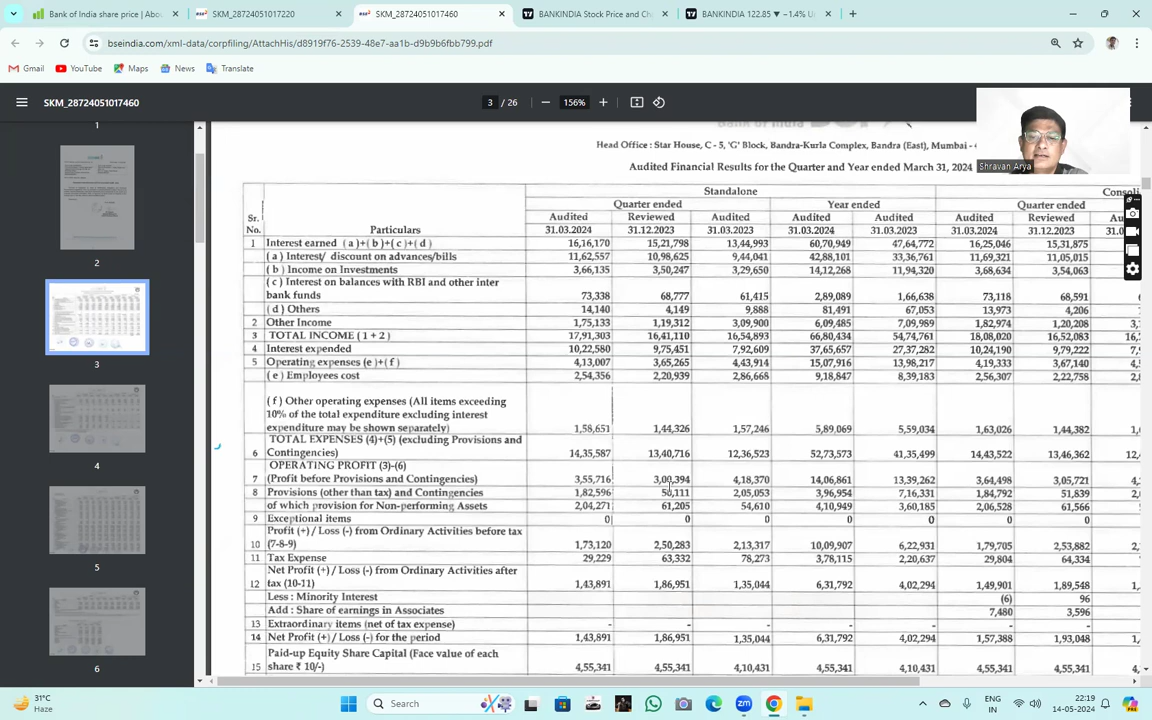 Bank of India share price | Abo
SKM_28724051017220
SKM_28724051017460
BANKINDIA Stock Price and Ch
BANKINDIA 122.85 ▼ −1.4% U
bseindia.com/xml-data/corpfiling/AttachHis/d8919f76-2539-48e7-aa1b-d9b9b6fbb799.pdf
Gmail YouTube Maps News Translate
SKM_28724051017460 3 / 26 156%
Shravan Arya
1
2
3
4
5
6
Head Office : Star House, C - 5, 'G' Block, Bandra-Kurla Complex, Bandra (East), Mumbai -
Audited Financial Results for the Quarter and Year ended March 31, 2024
Standalone
Quarter ended Year ended Quarter ended
Sr. No. Particulars
Audited Reviewed Audited Audited Audited Audited Reviewed
31.03.2024 31.12.2023 31.03.2023 31.03.2024 31.03.2023 31.03.2024 31.12.2023
1 Interest earned (a)+(b)+(c)+(d) 16,16,170 15,21,798 13,44,993 60,70,949 47,64,772 16,25,046 15,31,875
(a) Interest/ discount on advances/bills 11,62,557 10,98,625 9,44,041 42,88,101 33,36,761 11,69,321 11,05,015
(b) Income on Investments 3,66,135 3,50,247 3,29,650 14,12,268 11,94,320 3,68,634 3,54,063
(c) Interest on balances with RBI and other inter
bank funds 73,338 68,777 61,415 2,89,089 1,66,638 73,118 68,591
(d) Others 14,140 4,149 9,888 81,491 67,053 13,973 4,206
2 Other Income 1,75,133 1,19,312 3,09,900 6,09,485 7,09,989 1,82,974 1,20,208
3 TOTAL INCOME (1 + 2) 17,91,303 16,41,110 16,54,893 66,80,434 54,74,761 18,08,020 16,52,083
4 Interest expended 10,22,580 9,75,451 7,92,609 37,65,657 27,37,282 10,24,190 9,79,222
5 Operating expenses (e)+(f) 4,13,007 3,65,265 4,43,914 15,07,916 13,98,217 4,19,333 3,67,140
(e) Employees cost 2,54,356 2,20,939 2,86,668 9,18,847 8,39,183 2,56,307 2,22,758
(f) Other operating expenses (All items exceeding
10% of the total expenditure excluding interest
expenditure may be shown separately) 1,58,651 1,44,326 1,57,246 5,89,069 5,59,034 1,63,026 1,44,382
TOTAL EXPENSES (4)+(5) (excluding Provisions and
6 Contingencies) 14,35,587 13,40,716 12,36,523 52,73,573 41,35,499 14,43,522 13,46,362
OPERATING PROFIT (3)-(6)
7 (Profit before Provisions and Contingencies) 3,55,716 3,00,394 4,18,370 14,06,861 13,39,262 3,64,498 3,05,721
8 Provisions (other than tax) and Contingencies 1,82,596 50,111 2,05,053 3,96,954 7,16,331 1,84,792 51,839
of which provision for Non-performing Assets 2,04,271 61,205 54,610 4,10,949 3,60,185 2,06,528 61,566
9 Exceptional items 0 0 0 0 0 0 0
Profit (+) / Loss (-) from Ordinary Activities before tax
10 (7-8-9) 1,73,120 2,50,283 2,13,317 10,09,907 6,22,931 1,79,705 2,53,882
11 Tax Expense 29,229 63,332 78,273 3,78,115 2,20,637 29,804 64,334
Net Profit (+) / Loss (-) from Ordinary Activities after
12 tax (10-11) 1,43,891 1,86,951 1,35,044 6,31,792 4,02,294 1,49,901 1,89,548
Less : Minority Interest (6) 96
Add : Share of earnings in Associates 7,480 3,596
13 Extraordinary items (net of tax expense) - - - - - - -
14 Net Profit (+) / Loss (-) for the period 1,43,891 1,86,951 1,35,044 6,31,792 4,02,294 1,57,388 1,93,048
Paid-up Equity Share Capital (Face value of each
15 share ₹ 10/-) 4,55,341 4,55,341 4,10,431 4,55,341 4,10,431 4,55,341 4,55,341
31°C
Haze
Search
ENG
IN
22:19
14-05-2024